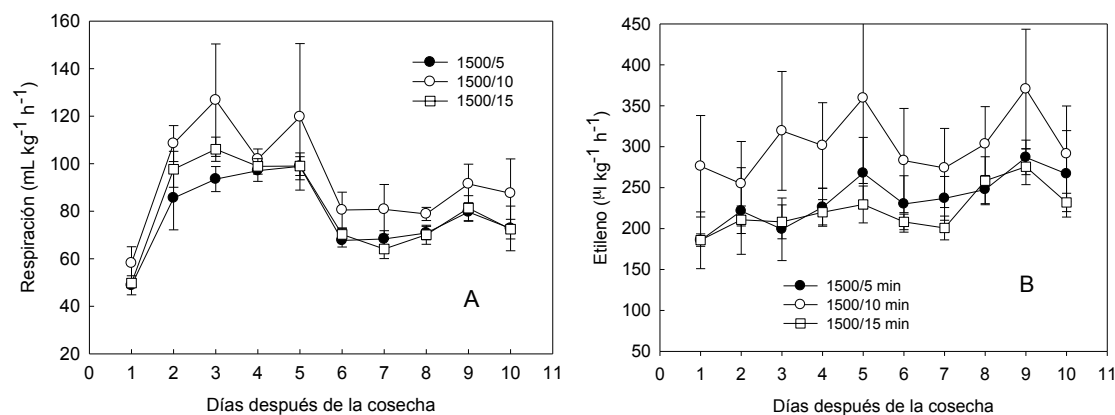 160
140
120
100
80
60
40
20
Respiración (mL kg⁻¹ h⁻¹)
1500/5
1500/10
1500/15
A
0 1 2 3 4 5 6 7 8 9 10 11
Días después de la cosecha
450
400
350
300
250
200
150
100
50
Etileno (µl kg⁻¹ h⁻¹)
1500/5 min
1500/10 min
1500/15 min
B
0 1 2 3 4 5 6 7 8 9 10 11
Días después de la cosecha